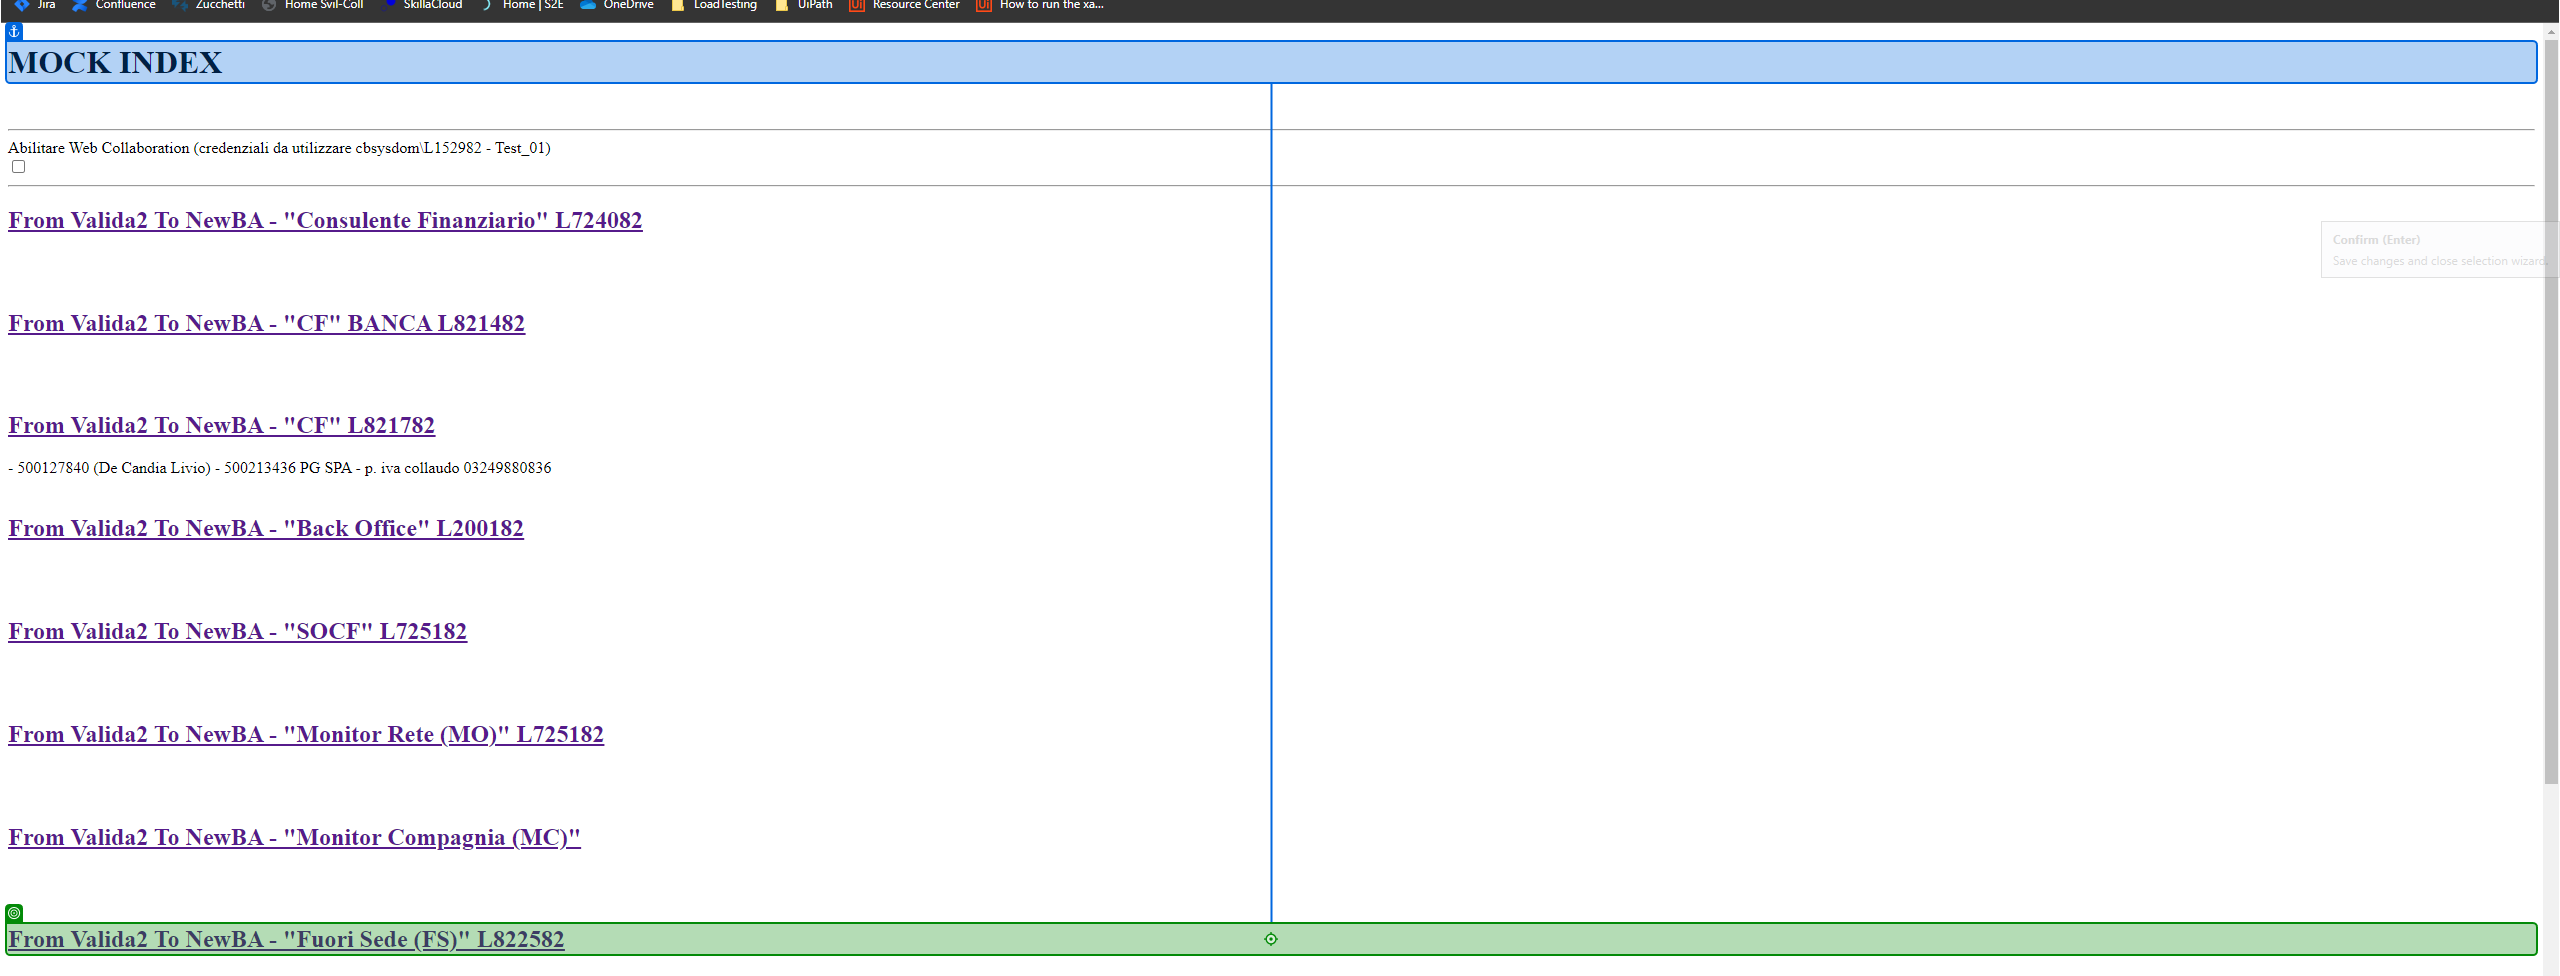 Jira Confluence Zucchetti Home Svil-Coll SkillaCloud Home | S2E OneDrive LoadTesting UiPath Ui Resource Center Ui How to run the xa...
MOCK INDEX
Abilitare Web Collaboration (credenziali da utilizzare cbsysdom\L152982 - Test_01)
From Valida2 To NewBA - "Consulente Finanziario" L724082
Confirm (Enter)
Save changes and close selection wizard.
From Valida2 To NewBA - "CF" BANCA L821482
From Valida2 To NewBA - "CF" L821782
- 500127840 (De Candia Livio) - 500213436 PG SPA - p. iva collaudo 03249880836
From Valida2 To NewBA - "Back Office" L200182
From Valida2 To NewBA - "SOCF" L725182
From Valida2 To NewBA - "Monitor Rete (MO)" L725182
From Valida2 To NewBA - "Monitor Compagnia (MC)"
From Valida2 To NewBA - "Fuori Sede (FS)" L822582